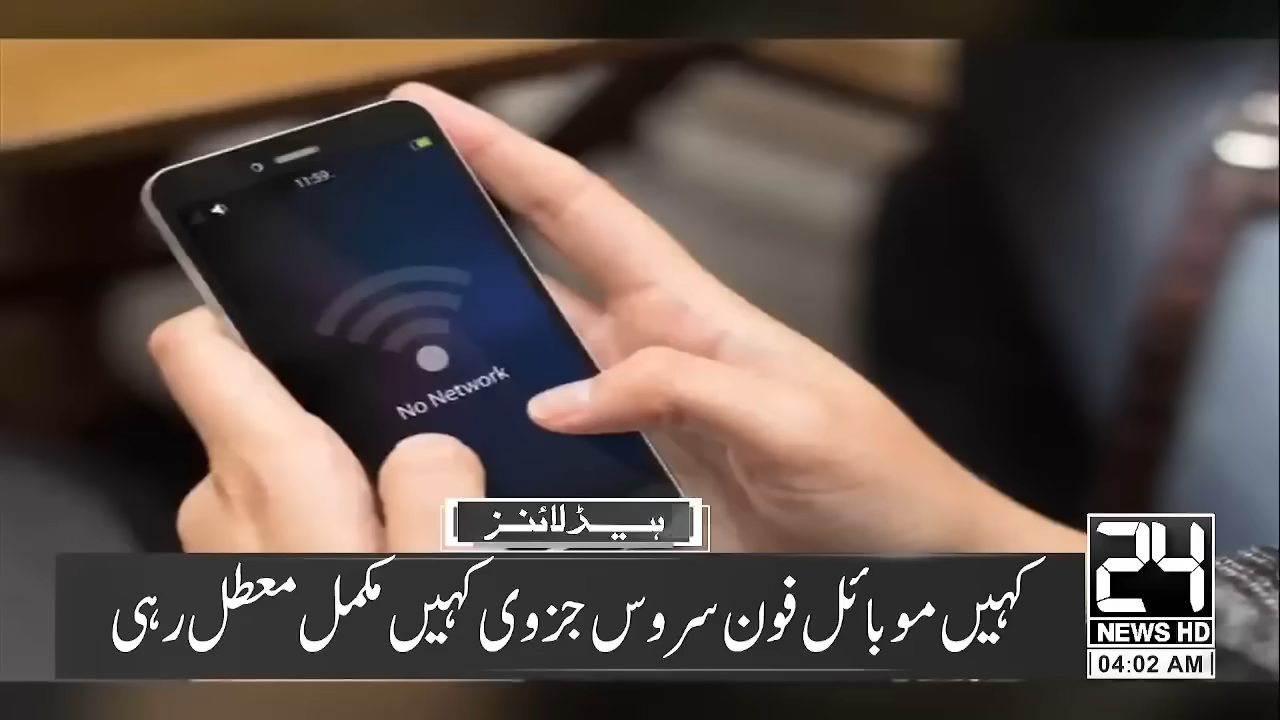 11:59
No Network
ہیڈلائنز
کہیں موبائل فون سروس جزوی کہیں مکمل معطل رہی
24
NEWS HD
04:02 AM